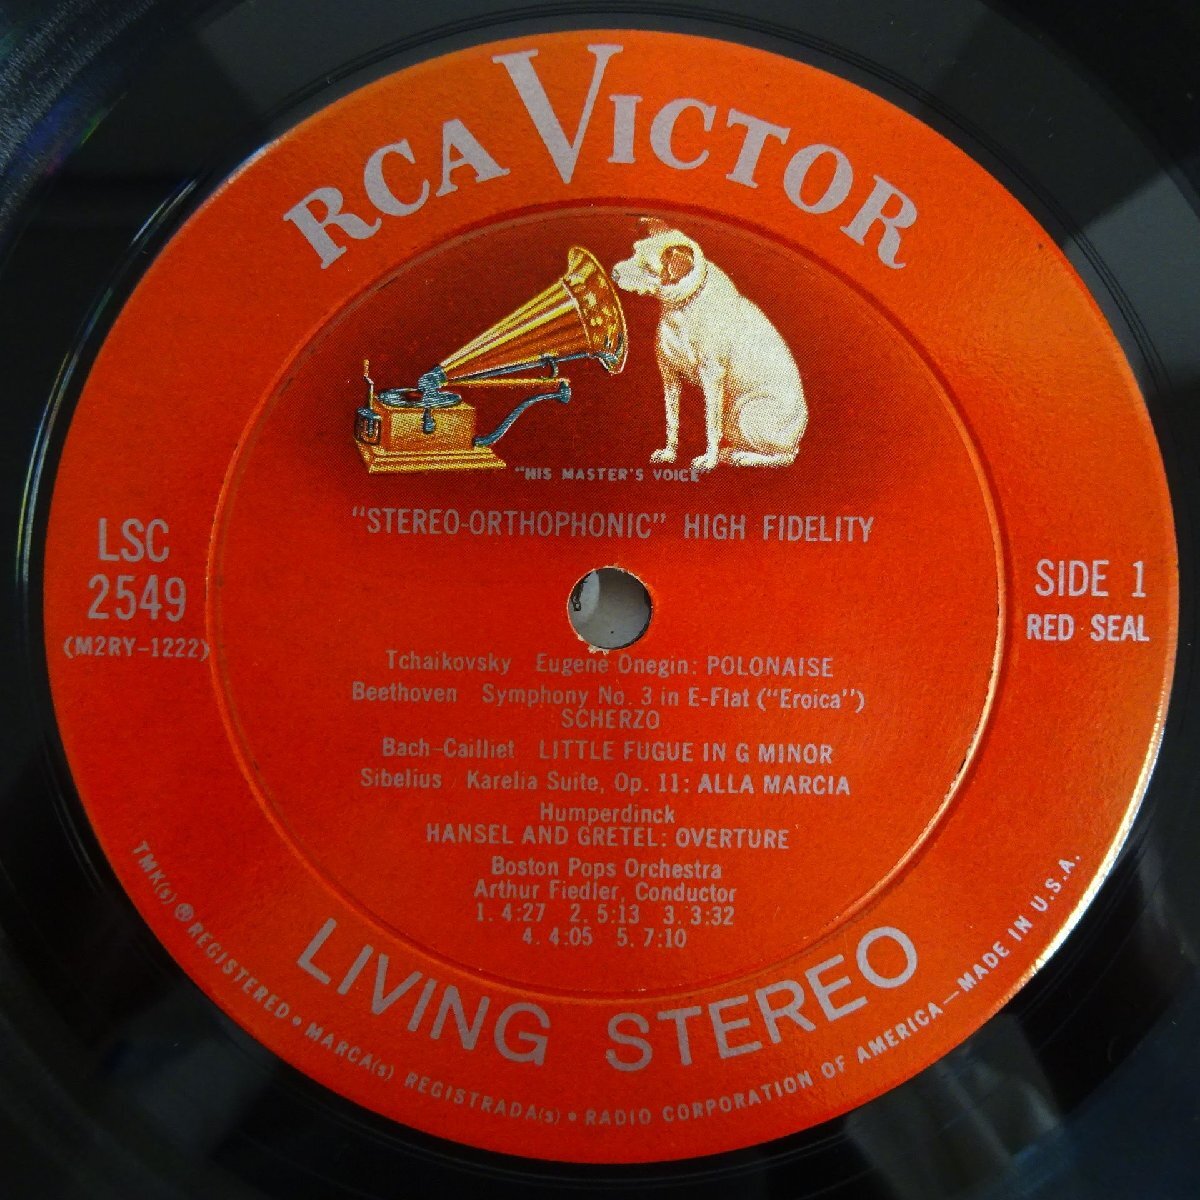 RCA VICTOR
"HIS MASTER'S VOICE"
"STEREO-ORTHOPHONIC" HIGH FIDELITY
LSC
2549
(M2RY-1222)
SIDE 1
RED SEAL
Tchaikovsky Eugene Onegin: POLONAISE
Beethoven Symphony No. 3 in E-Flat ("Eroica")
SCHERZO
Bach-Cailliet LITTLE FUGUE IN G MINOR
Sibelius Karelia Suite, Op. 11: ALLA MARCIA
Humperdinck
HANSEL AND GRETEL: OVERTURE
Boston Pops Orchestra
Arthur Fiedler, Conductor
1. 4:27 2. 5:13 3. 3:32
4. 4:05 5. 7:10
LIVING STEREO
TMK(s) ® REGISTERED • MARCA(s) REGISTRADA(s) • RADIO CORPORATION OF AMERICA—MADE IN U.S.A.